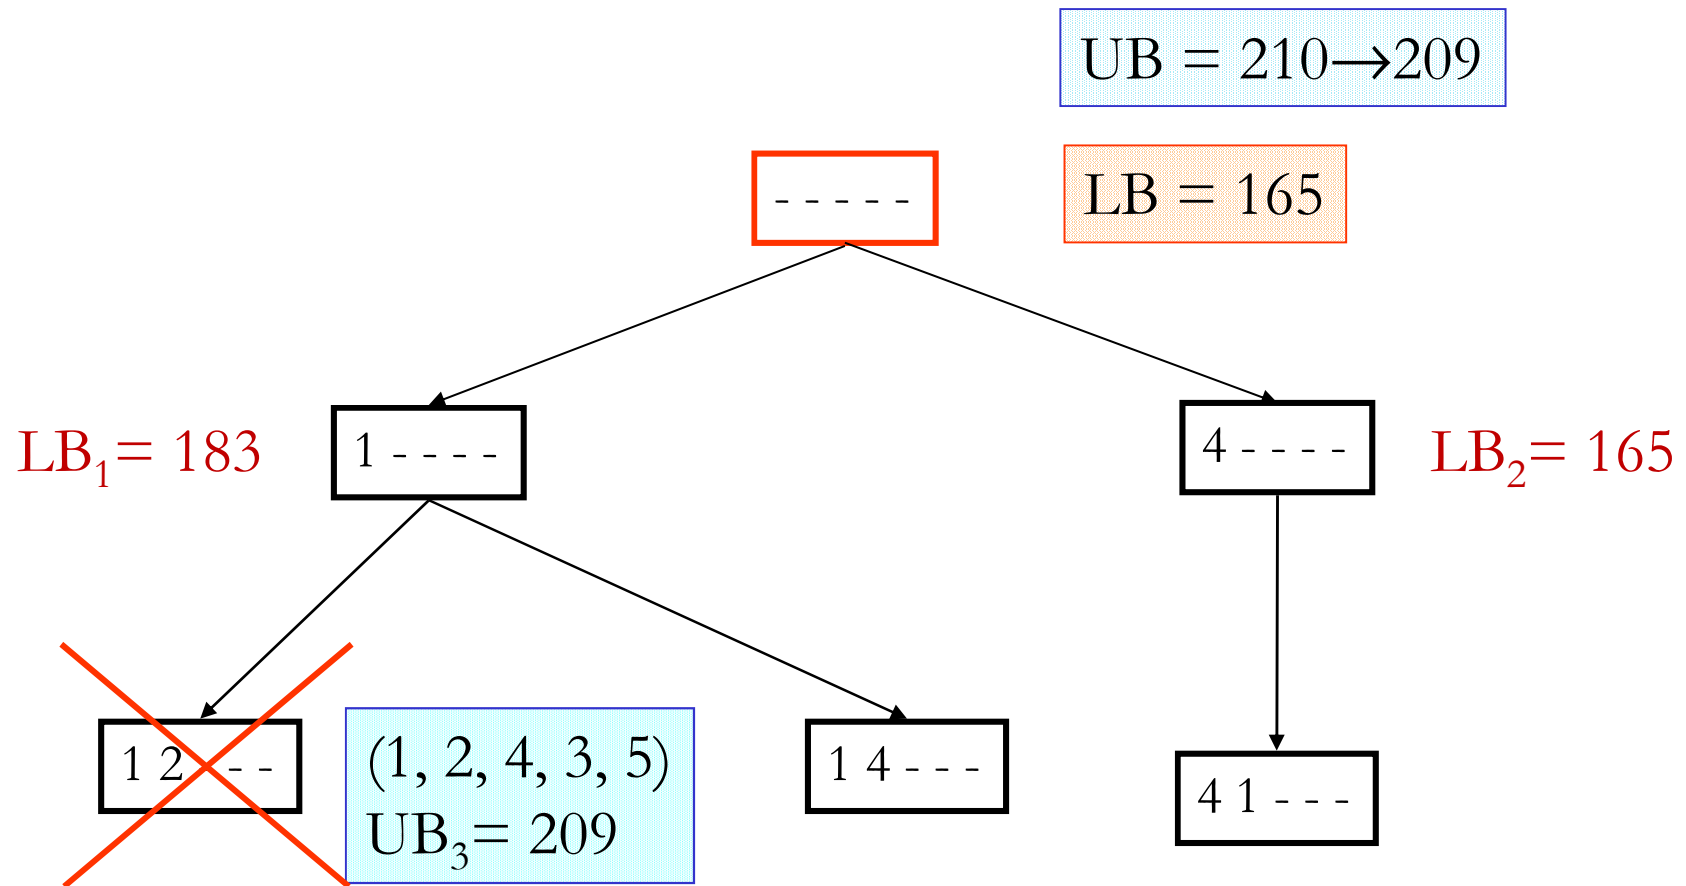 UB = 210→209
- - - - -
LB = 165
LB₁= 183
1 - - - -
4 - - - -
LB₂= 165
1 2 - - -
(1, 2, 4, 3, 5)
UB₃= 209
1 4 - - -
4 1 - - -